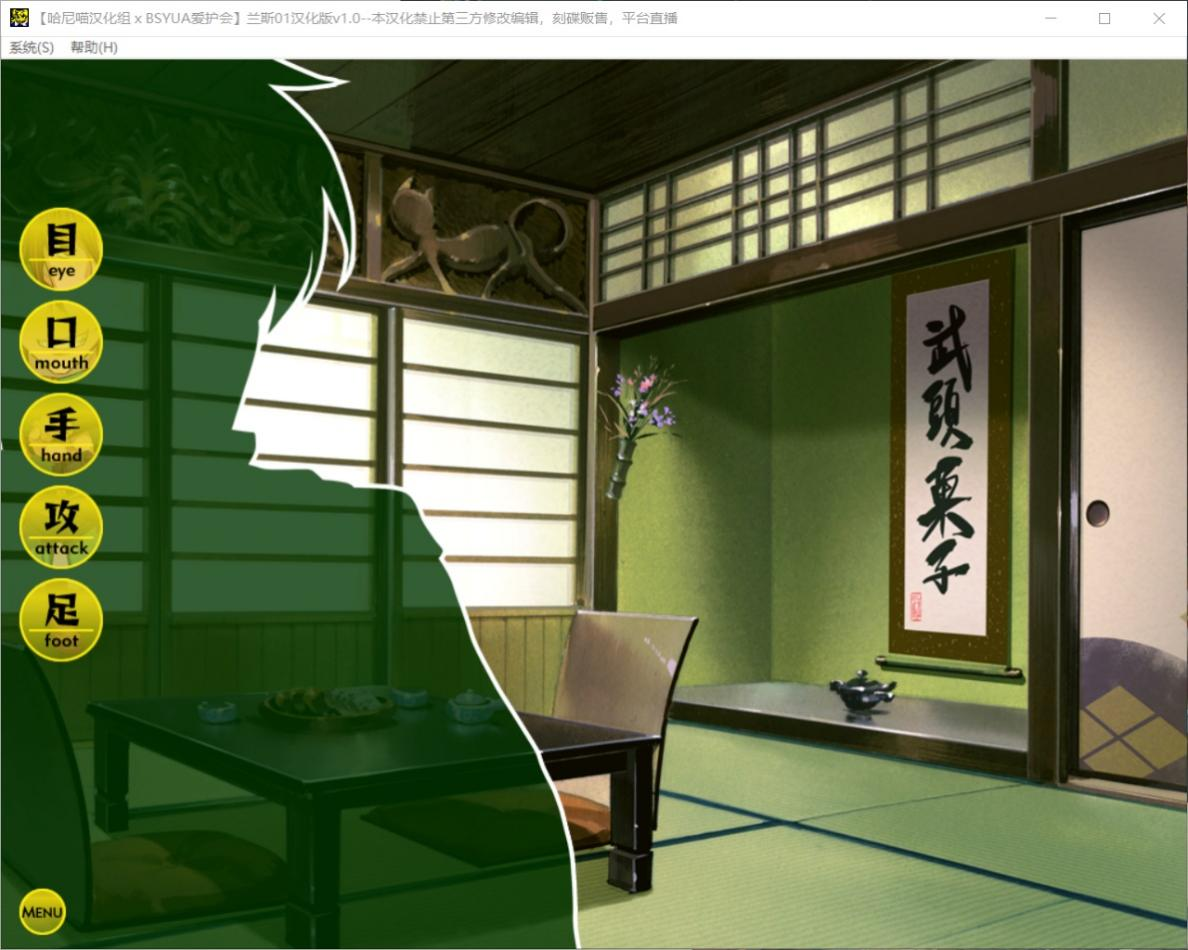 【哈尼喵汉化组 x BSYUA爱护会】兰斯01汉化版v1.0--本汉化禁止第三方修改编辑，刻碟贩售，平台直播
系统(S) 帮助(H)
目
eye
口
mouth
手
hand
攻
attack
足
foot
MENU
武頭菓子